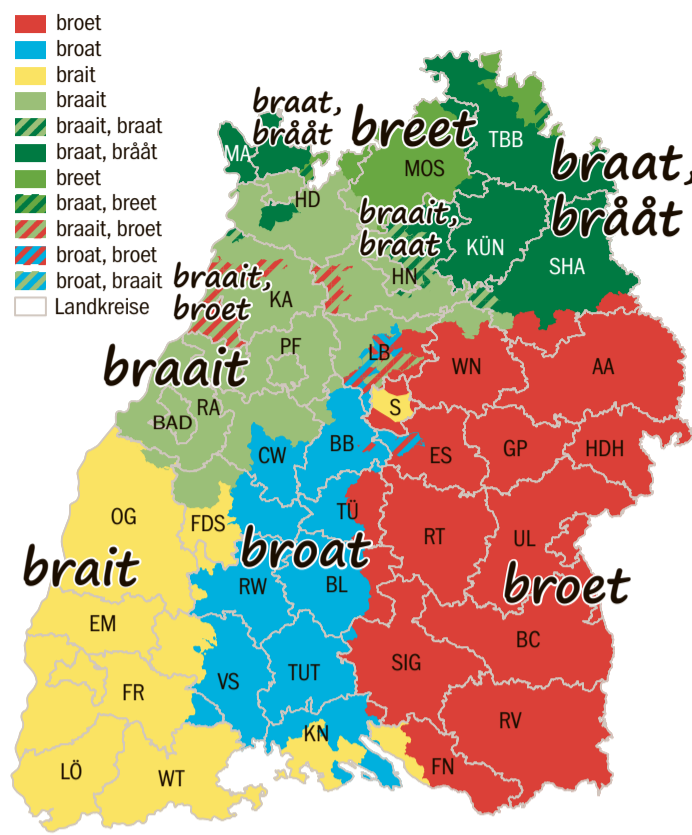 broet
broat
brait
braait
braait, braat
braat, brååt
breet
braat, breet
braait, broet
broat, broet
broat, braait
Landkreise
braat,
brååt
breet
MA
TBB
MOS
braat,
brååt
HD
braait,
braat
KÜN
SHA
HN
braait,
broet
KA
PF
LB
WN
AA
braait
S
RA
BAD
BB
CW
ES
GP
HDH
OG
FDS
TÜ
RT
UL
broat
brait
RW
BL
broet
EM
BC
FR
VS
TUT
SIG
KN
RV
LÖ
WT
FN